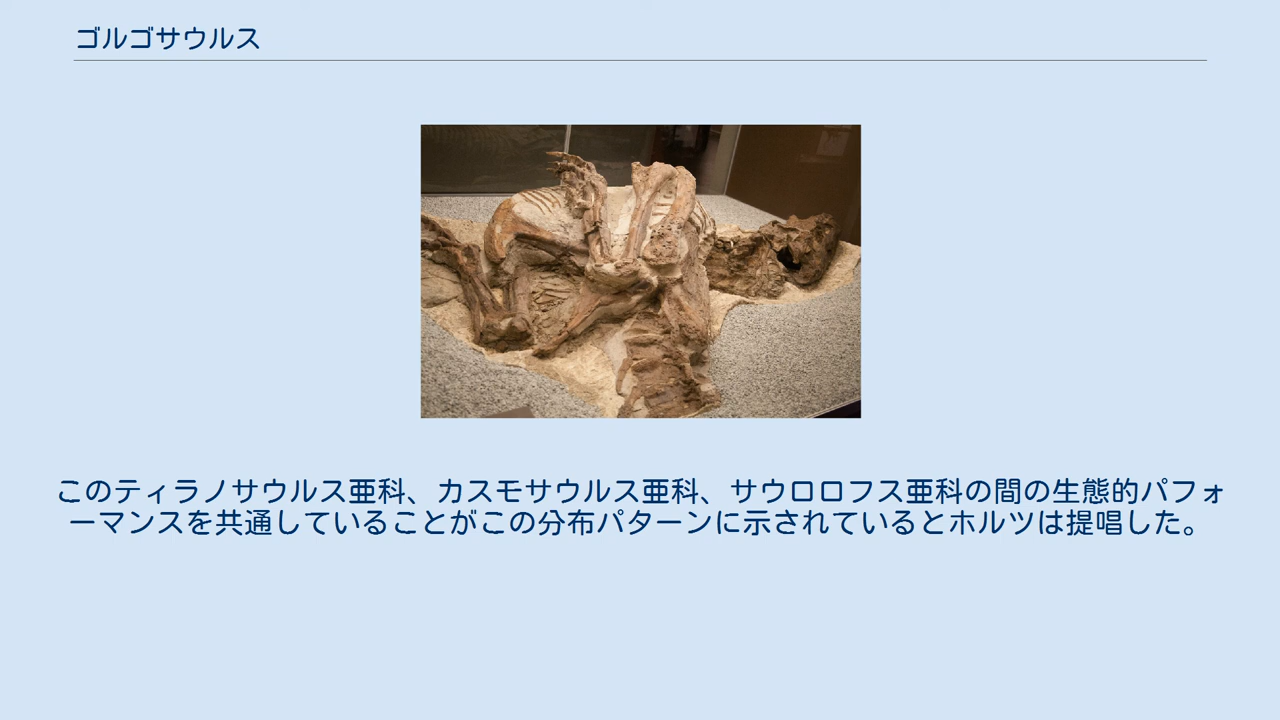 ゴルゴサウルス
このティラノサウルス亜科、カスモサウルス亜科、サウロロフス亜科の間の生態的パフォ
ーマンスを共通していることがこの分布パターンに示されているとホルツは提唱した。